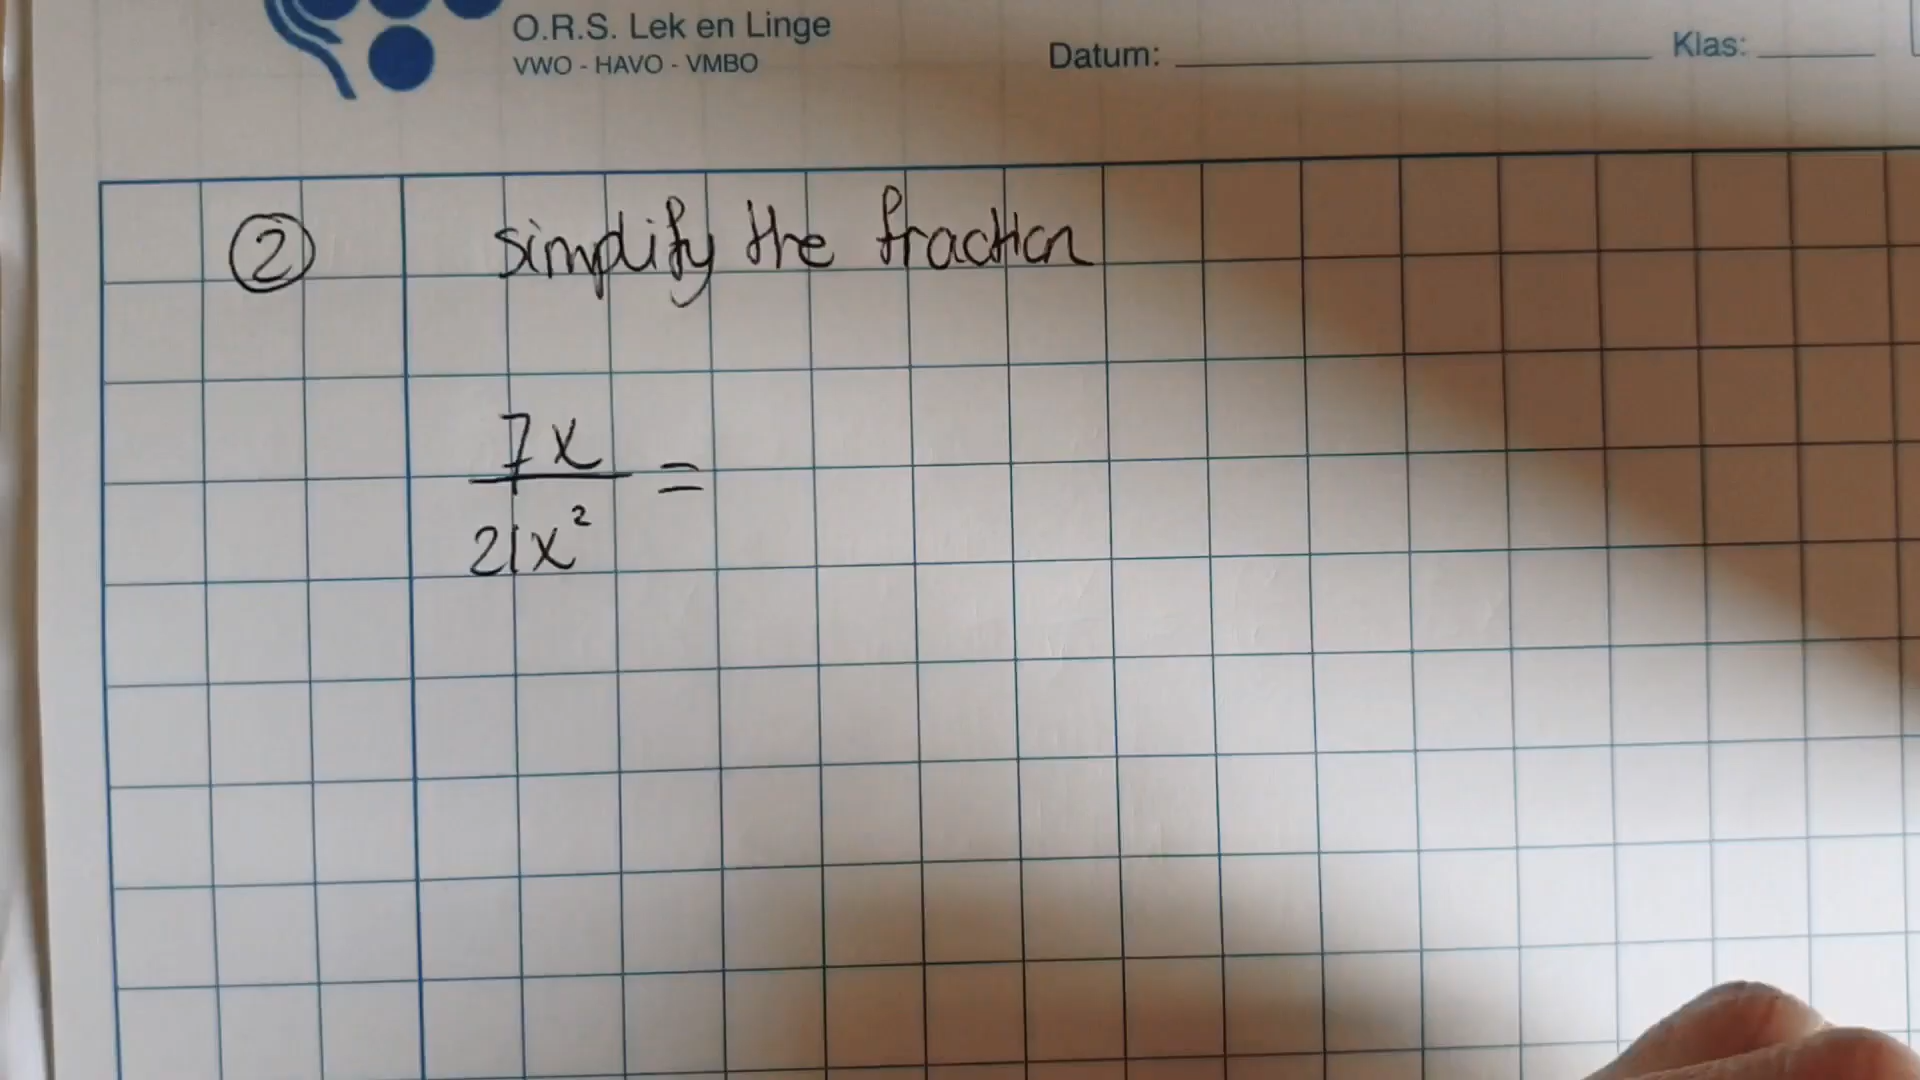 O.R.S. Lek en Linge
VWO - HAVO - VMBO
Datum: Klas:
② simplify the fraction
7x
=
21x²